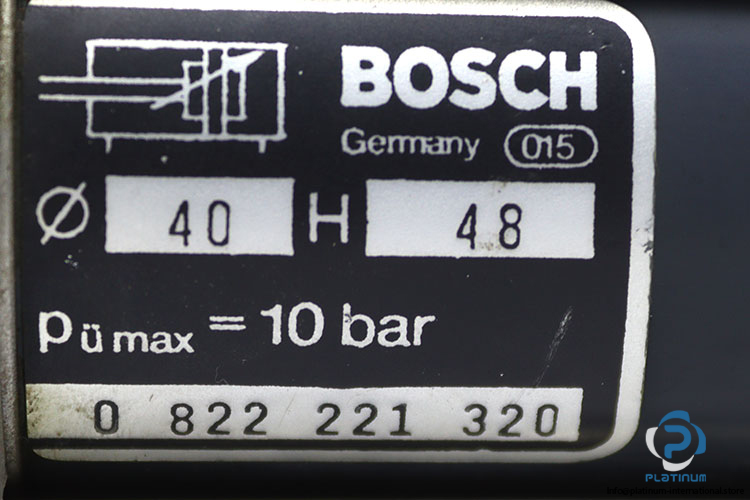 BOSCH
Germany 015
Ø 40 H 48
pü max = 10 bar
0 822 221 320
PLATINUM